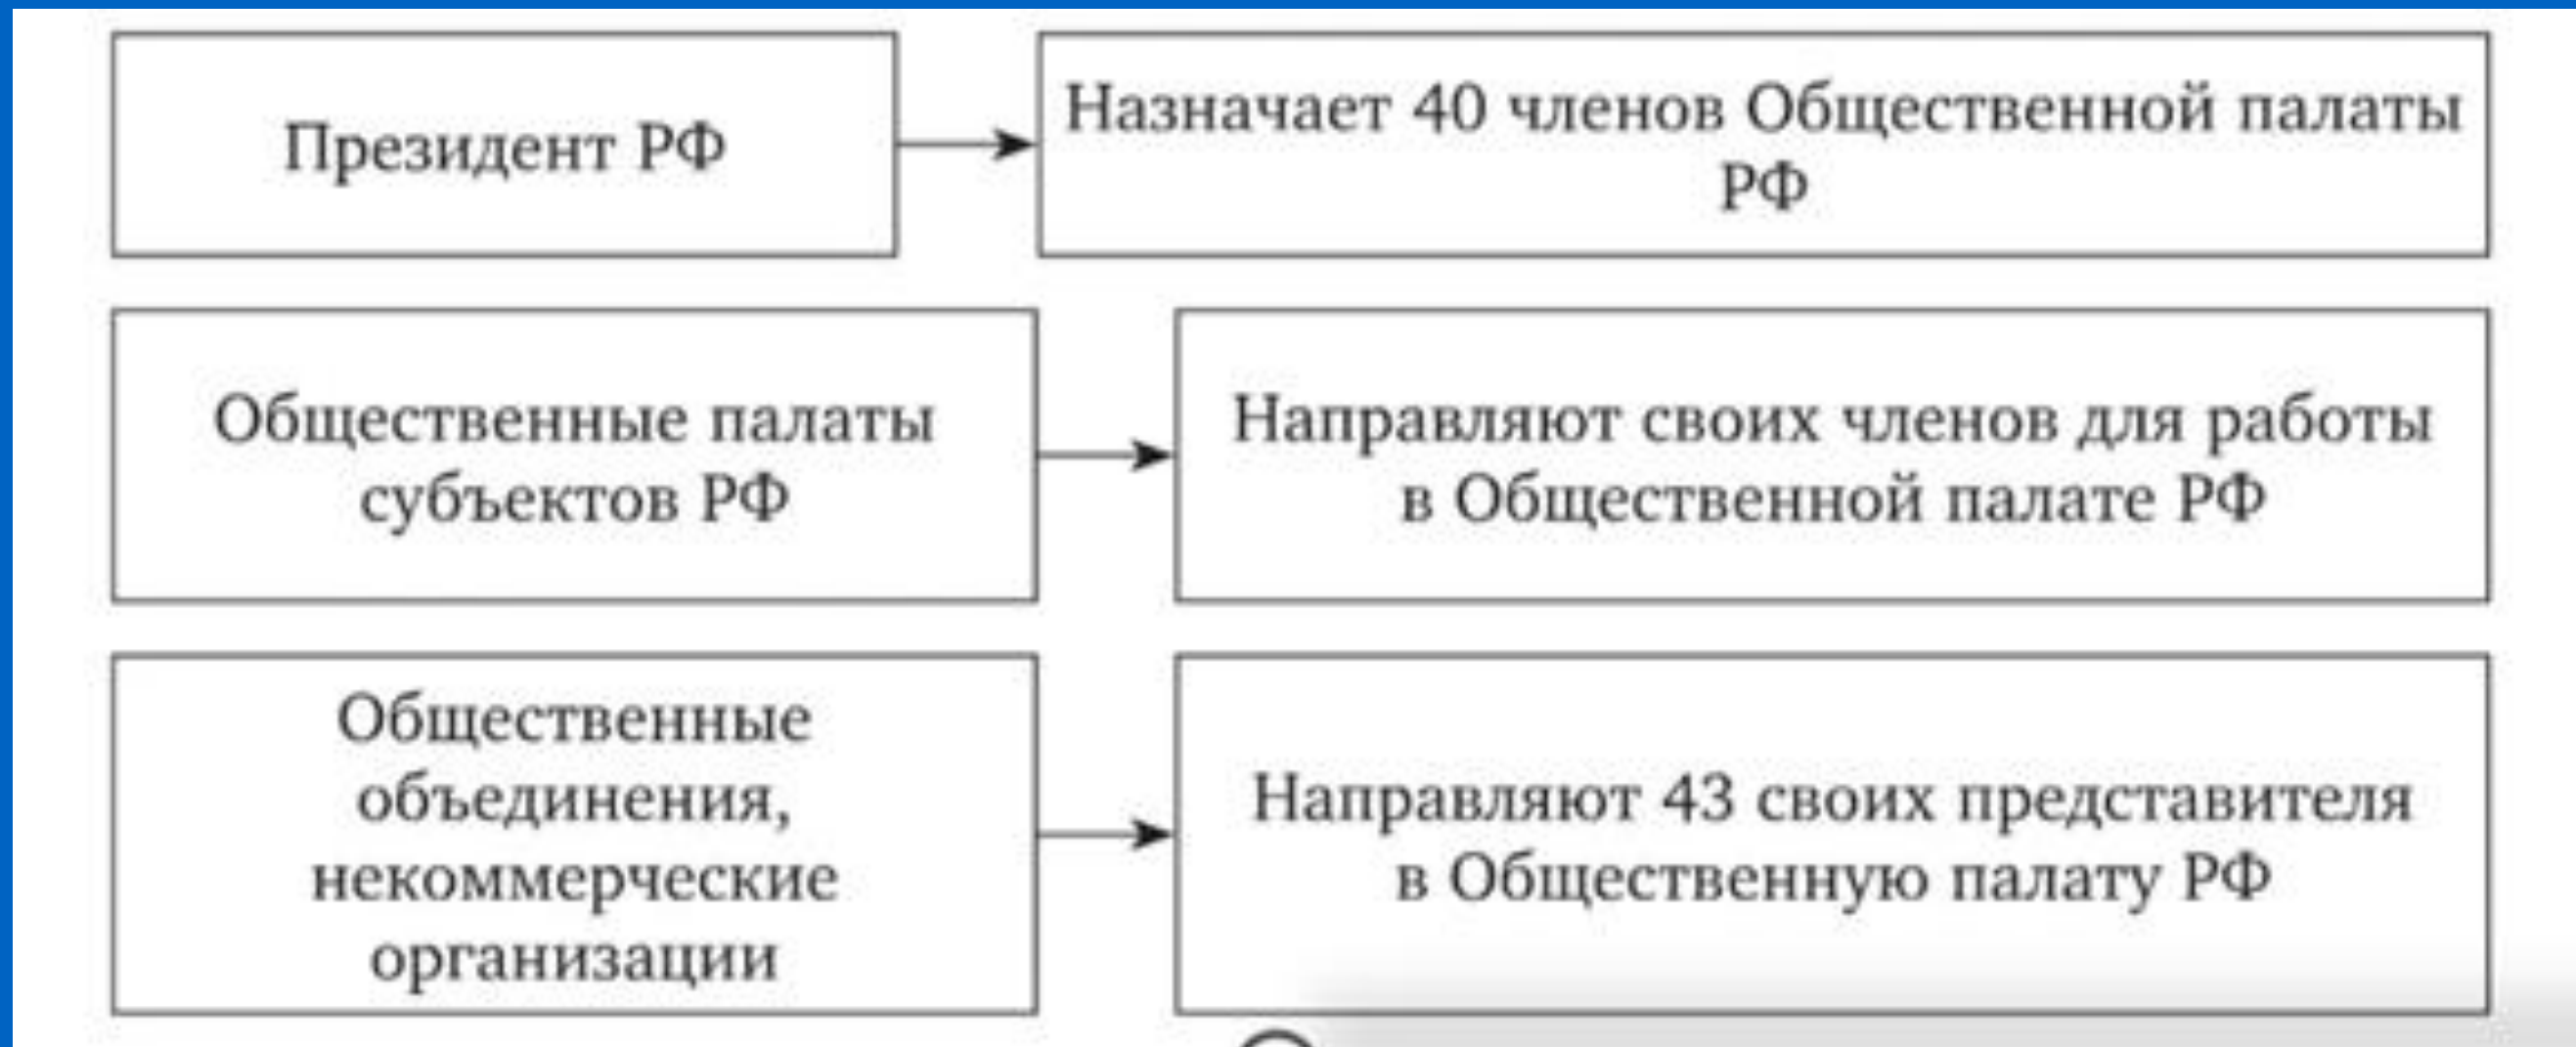 Президент РФ
Назначает 40 членов Общественной палаты
РФ
Общественные палаты
субъектов РФ
Направляют своих членов для работы
в Общественной палате РФ
Общественные
объединения,
некоммерческие
организации
Направляют 43 своих представителя
в Общественную палату РФ